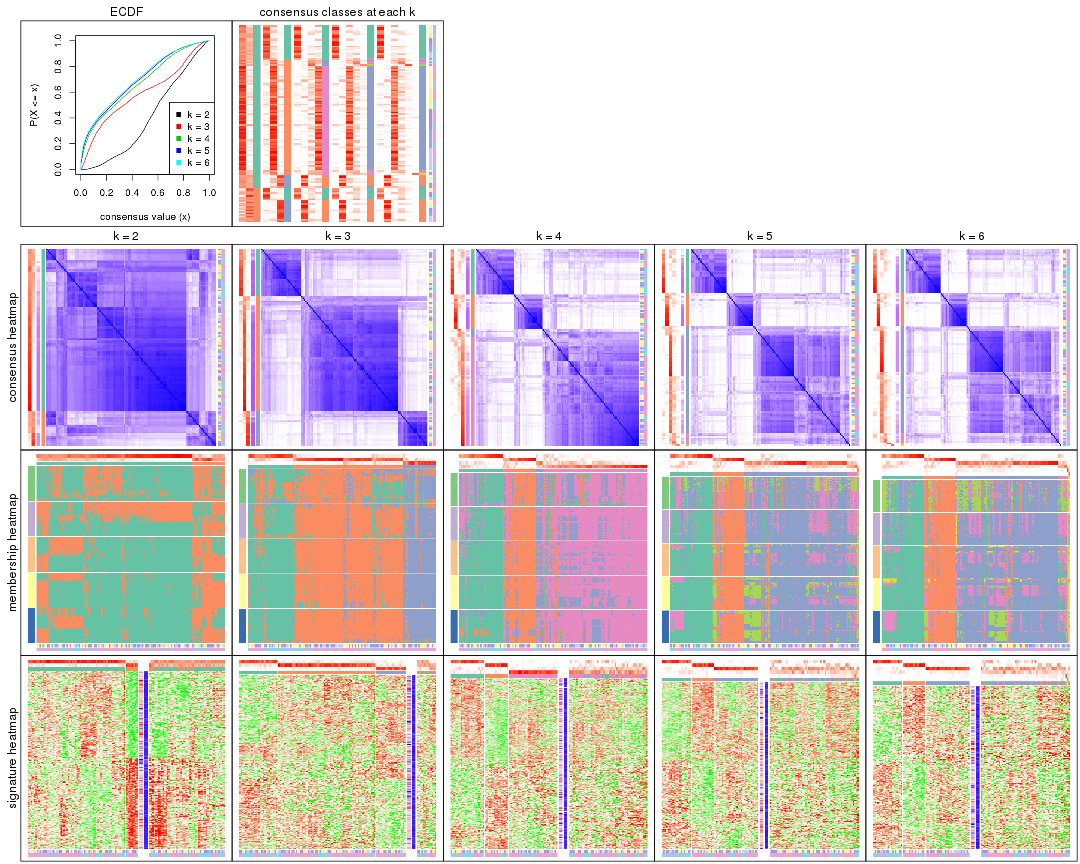 ECDF
consensus classes at each k
P(X <= x)
0.0 0.2 0.4 0.6 0.8 1.0
k = 2
k = 3
k = 4
k = 5
k = 6
0.0 0.2 0.4 0.6 0.8 1.0
consensus value (x)
k = 2 k = 3 k = 4 k = 5 k = 6
consensus heatmap
membership heatmap
signature heatmap